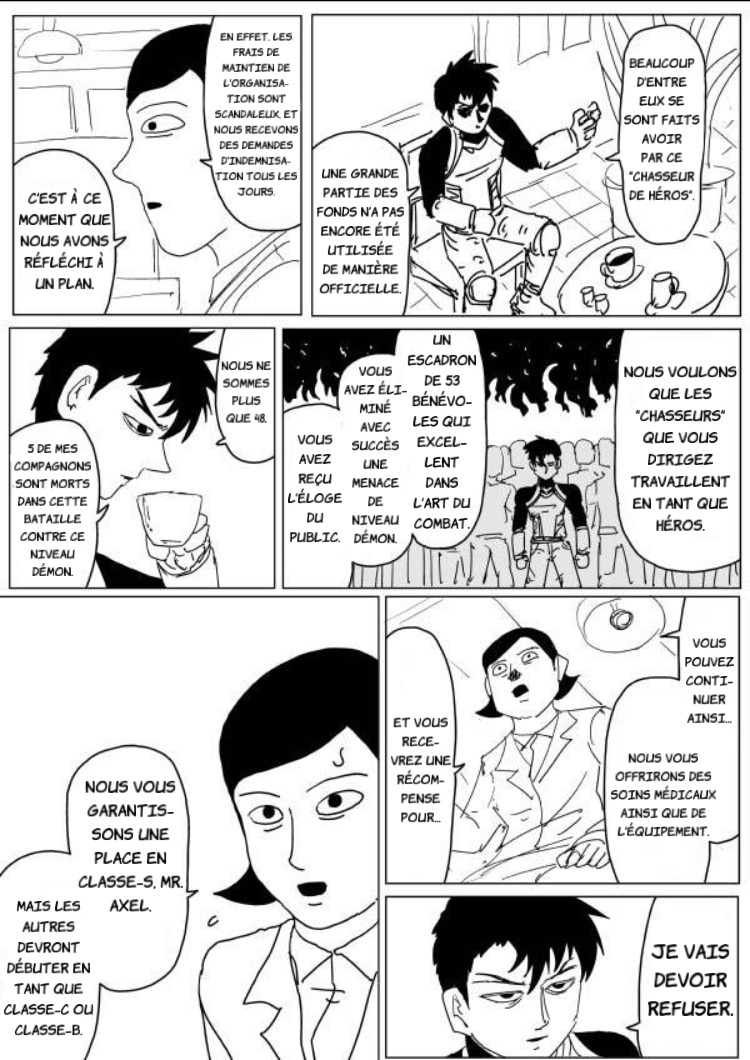 BEAUCOUP
D'ENTRE
EUX SE
SONT FAITS
AVOIR
PAR CE
"CHASSEUR
DE HÉROS".
UNE GRANDE
PARTIE DES
FONDS N'A PAS
ENCORE ÉTÉ
UTILISÉE
DE MANIÈRE
OFFICIELLE.
EN EFFET. LES
FRAIS DE
MAINTIEN DE
L'ORGANISA-
TION SONT
SCANDALEUX, ET
NOUS RECEVONS
DES DEMANDES
D'INDEMNISA-
TION TOUS LES
JOURS.
C'EST À CE
MOMENT QUE
NOUS AVONS
RÉFLÉCHI À
UN PLAN.
NOUS VOULONS
QUE LES
"CHASSEURS"
QUE VOUS
DIRIGEZ
TRAVAILLENT
EN TANT QUE
HÉROS.
UN
ESCADRON
DE 53
BÉNÉVO-
LES QUI
EXCEL-
LENT
DANS
L'ART DU
COMBAT.
VOUS
AVEZ ÉLI-
MINÉ
AVEC
SUCCÈS
UNE
MENACE
DE
NIVEAU
DÉMON.
VOUS
AVEZ
REÇU
L'ÉLOGE
DU
PUBLIC.
NOUS NE
SOMMES
PLUS
QUE 48.
5 DE MES
COMPAGNONS
SONT MORTS
DANS CETTE
BATAILLE
CONTRE CE
NIVEAU
DÉMON.
VOUS
POUVEZ
CONTI-
NUER
AINSI...
NOUS VOUS
OFFRIRONS DES
SOINS MÉDICAUX
AINSI QUE DE
L'ÉQUIPEMENT.
ET VOUS
RECE-
VREZ UNE
RÉCOM-
PENSE
POUR...
JE VAIS
DEVOIR
REFUSER.
NOUS VOUS
GARANTIS-
SONS UNE
PLACE EN
CLASSE-S, MR.
AXEL.
MAIS LES
AUTRES
DEVRONT
DÉBUTER EN
TANT QUE
CLASSE-C OU
CLASSE-B.